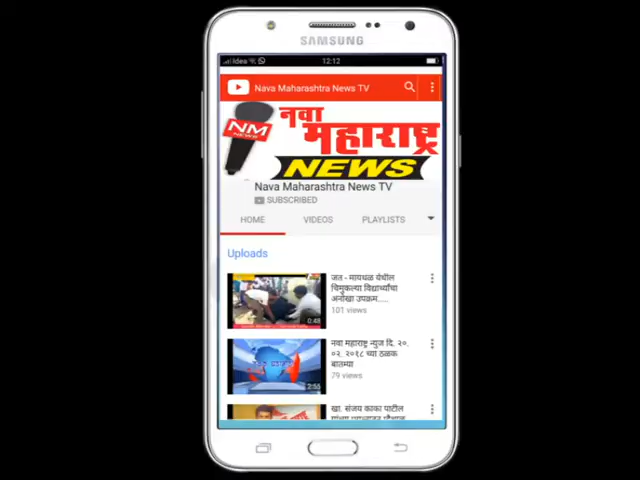 SAMSUNG
Idea
12:12
Nava Maharashtra News TV
नवा
महाराष्ट्र
NM
NEWS
NEWS
Nava Maharashtra News TV
SUBSCRIBED
HOME VIDEOS PLAYLISTS
Uploads
जत - मायथळ येथील
चिमुकल्या विद्यार्थ्यांचा
अनोखा उपक्रम.....
101 views
0:48
नवा महाराष्ट्र न्युज दि. २०.
०२. २०१८ च्या ठळक
बातम्या
79 views
2:55
खा. संजय काका पाटील